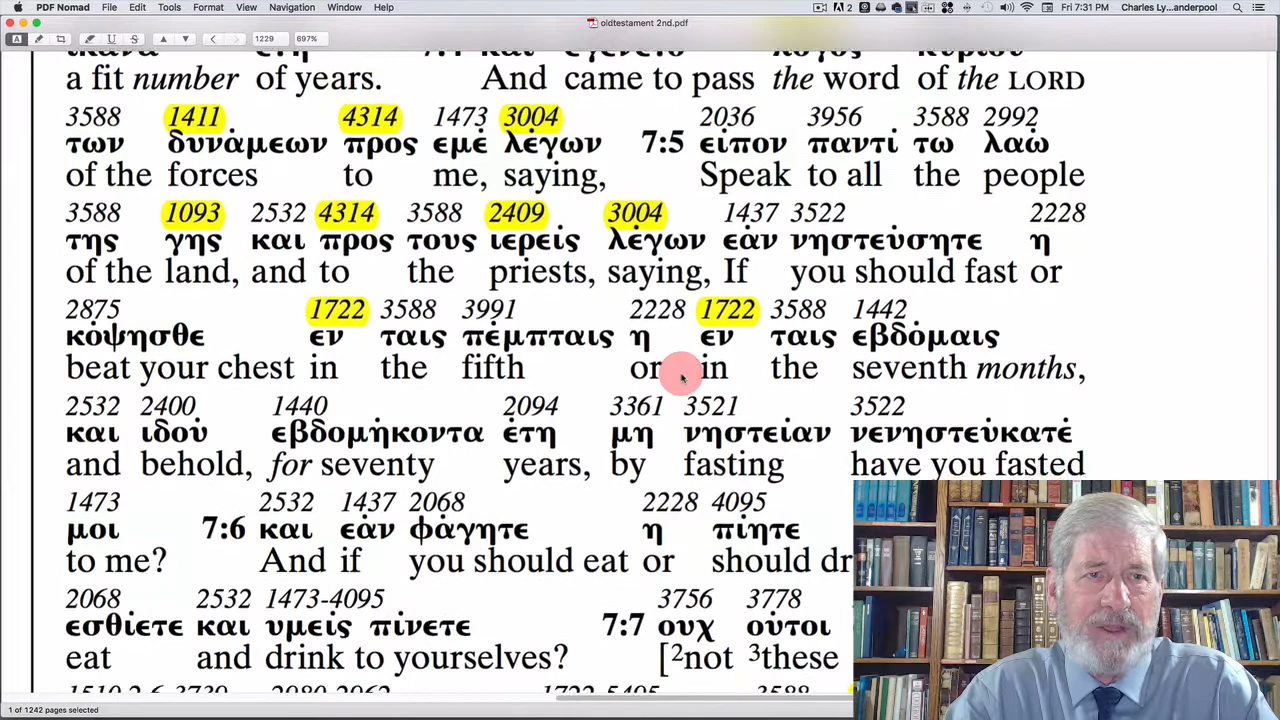 PDF Nomad File Edit Tools Format View Navigation Window Help A 2 Fri 7:31 PM Charles Ly...anderpool
oldtestament 2nd.pdf
A U S 1229 697%
a fit number of years. And came to pass the word of the LORD
3588 1411 4314 1473 3004 2036 3956 3588 2992
των δυνάμεων προς εμέ λέγων 7:5 είπον παντί τω λαώ
of the forces to me, saying, Speak to all the people
3588 1093 2532 4314 3588 2409 3004 1437 3522 2228
της γης και προς τους ιερείς λέγων εάν νηστεύσητε η
of the land, and to the priests, saying, If you should fast or
2875 1722 3588 3991 2228 1722 3588 1442
κόψησθε εν ταις πέμπταις η εν ταις εβδόμαις
beat your chest in the fifth or in the seventh months,
2532 2400 1440 2094 3361 3521 3522
και ιδού εβδομήκοντα έτη μη νηστείαν νενηστεύκατέ
and behold, for seventy years, by fasting have you fasted
1473 2532 1437 2068 2228 4095
μοι 7:6 και εάν φάγητε η πίητε
to me? And if you should eat or should dr
2068 2532 1473-4095 3756 3778
εσθίετε και υμείς πίνετε 7:7 ουχ ούτοι
eat and drink to yourselves? [2not 3these
1 of 1242 pages selected